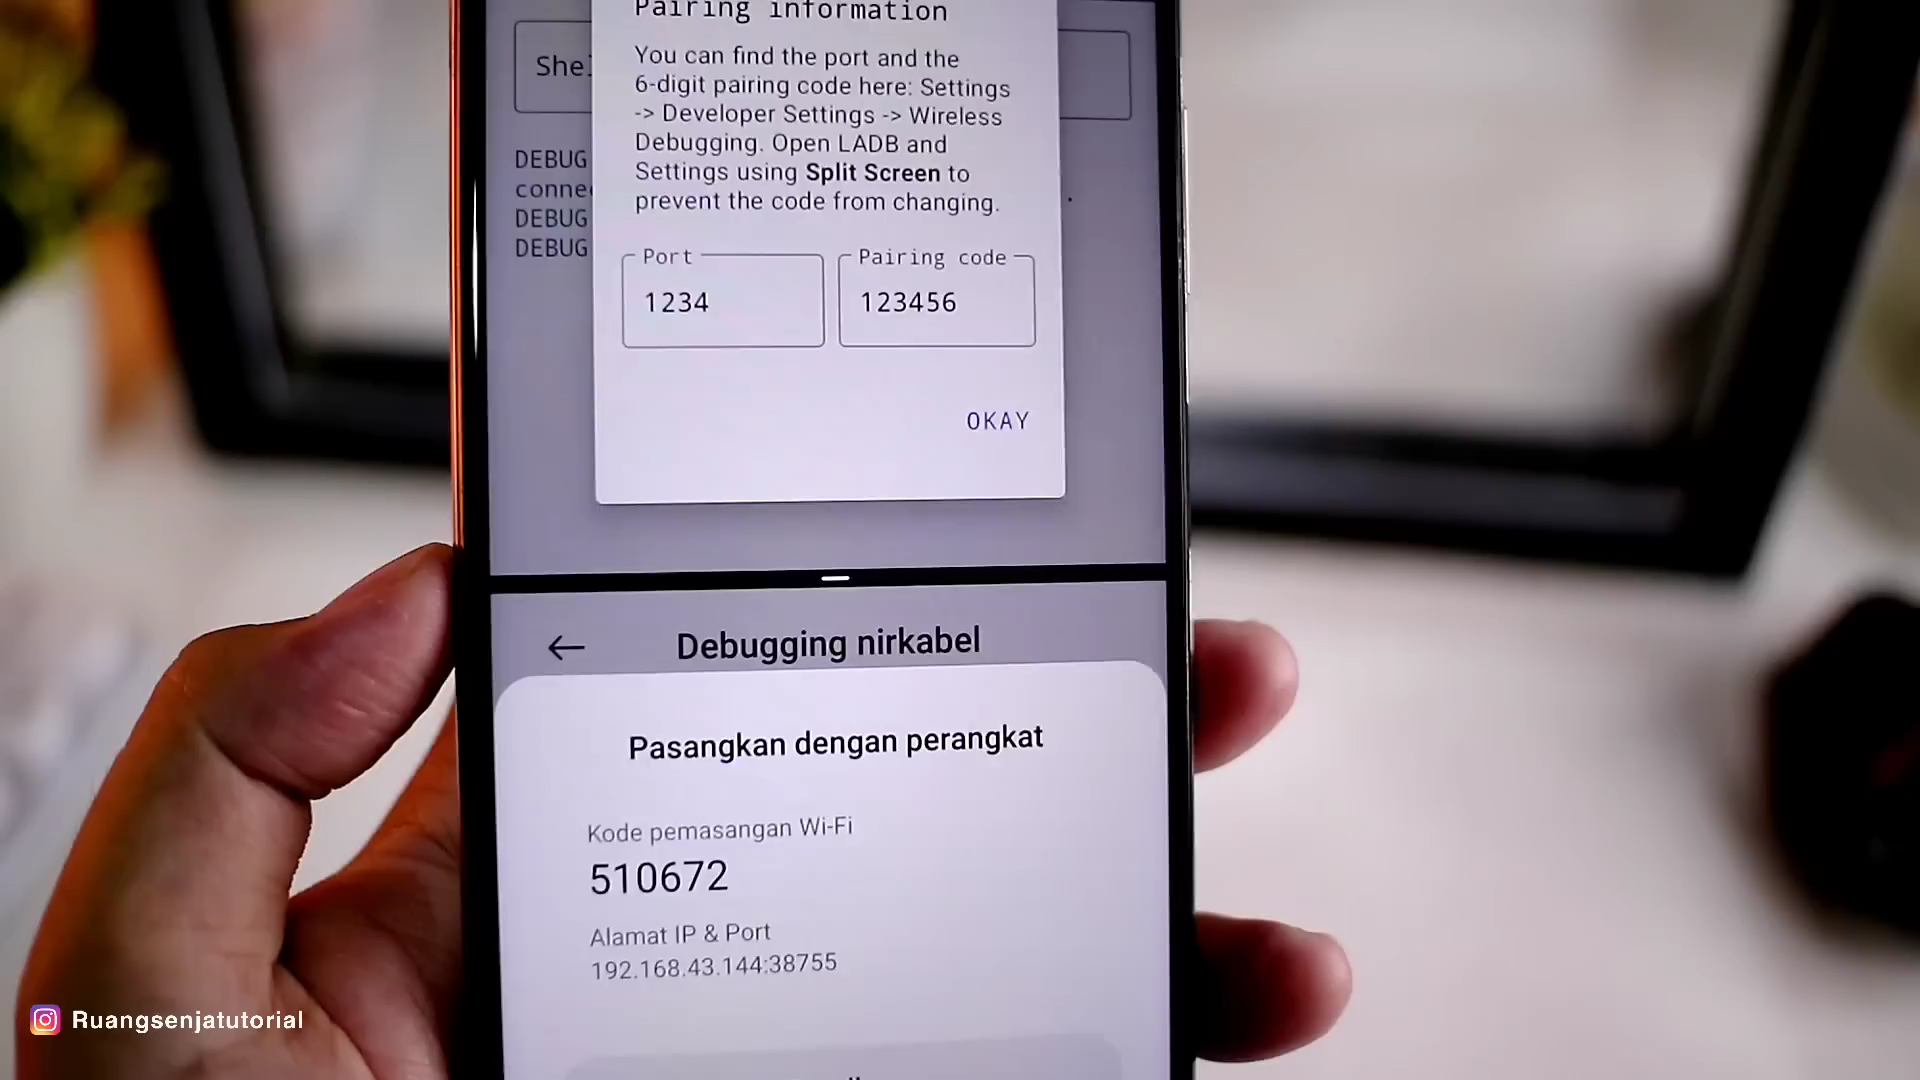 Pairing information
You can find the port and the
6-digit pairing code here: Settings
-> Developer Settings -> Wireless
Debugging. Open LADB and
Settings using Split Screen to
prevent the code from changing.
DEBUG
DEBUG
DEBUG
Port
Pairing code
1234
123456
OKAY
Debugging nirkabel
Pasangkan dengan perangkat
Kode pemasangan Wi-Fi
510672
Alamat IP & Port
192.168.43.144:38755
Ruangsenjatutorial